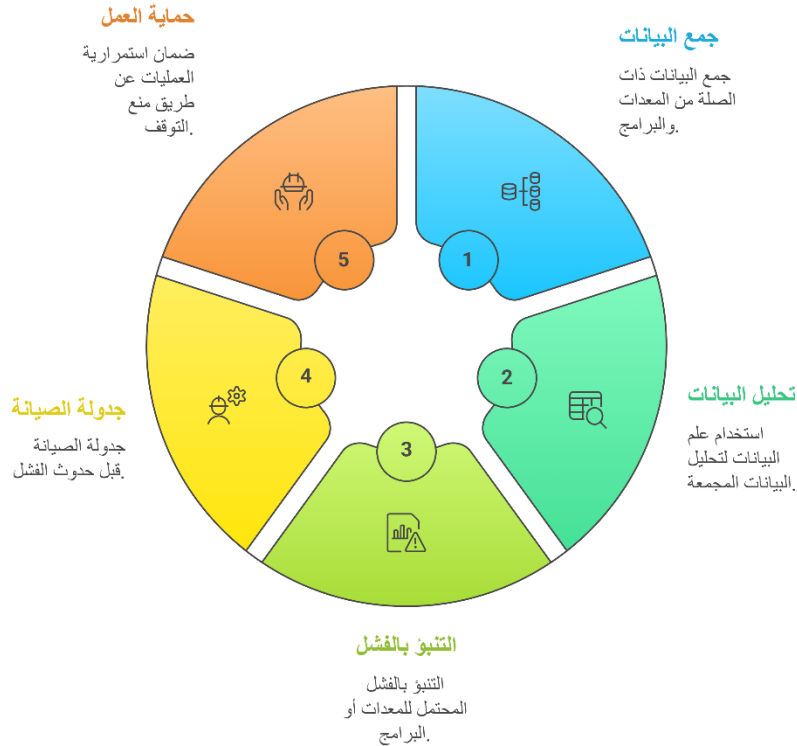 جمع البيانات
جمع البيانات ذات
الصلة من المعدات
والبرامج.
1
تحليل البيانات
استخدام علم
البيانات لتحليل
البيانات المجمعة.
2
التنبؤ بالفشل
التنبؤ بالفشل
المحتمل للمعدات أو
البرامج.
3
جدولة الصيانة
جدولة الصيانة
قبل حدوث الفشل.
4
حماية العمل
ضمان استمرارية
العمليات عن
طريق منع
التوقف.
5